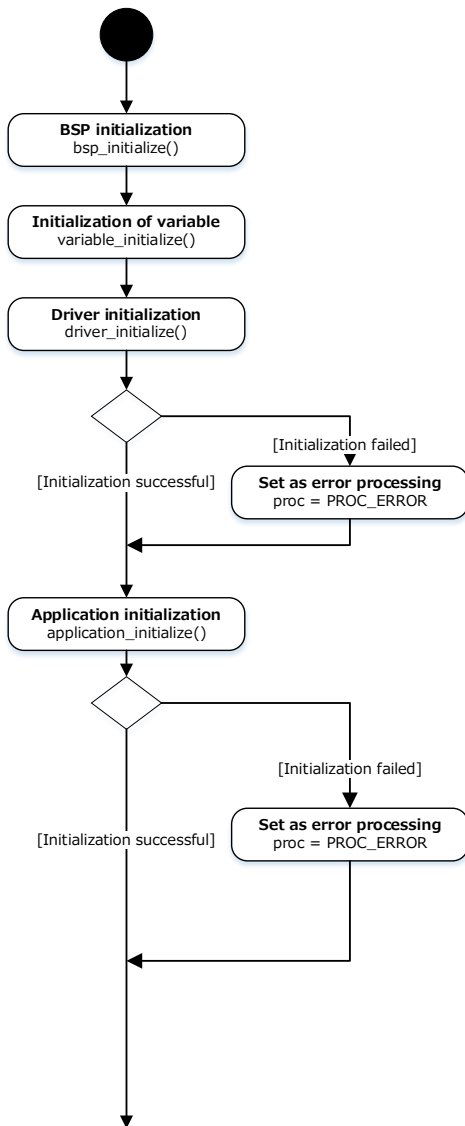 BSP initialization
bsp_initialize()
Initialization of variable
variable_initialize()
Driver initialization
driver_initialize()
[Initialization failed]
[Initialization successful]
Set as error processing
proc = PROC_ERROR
Application initialization
application_initialize()
[Initialization failed]
[Initialization successful]
Set as error processing
proc = PROC_ERROR